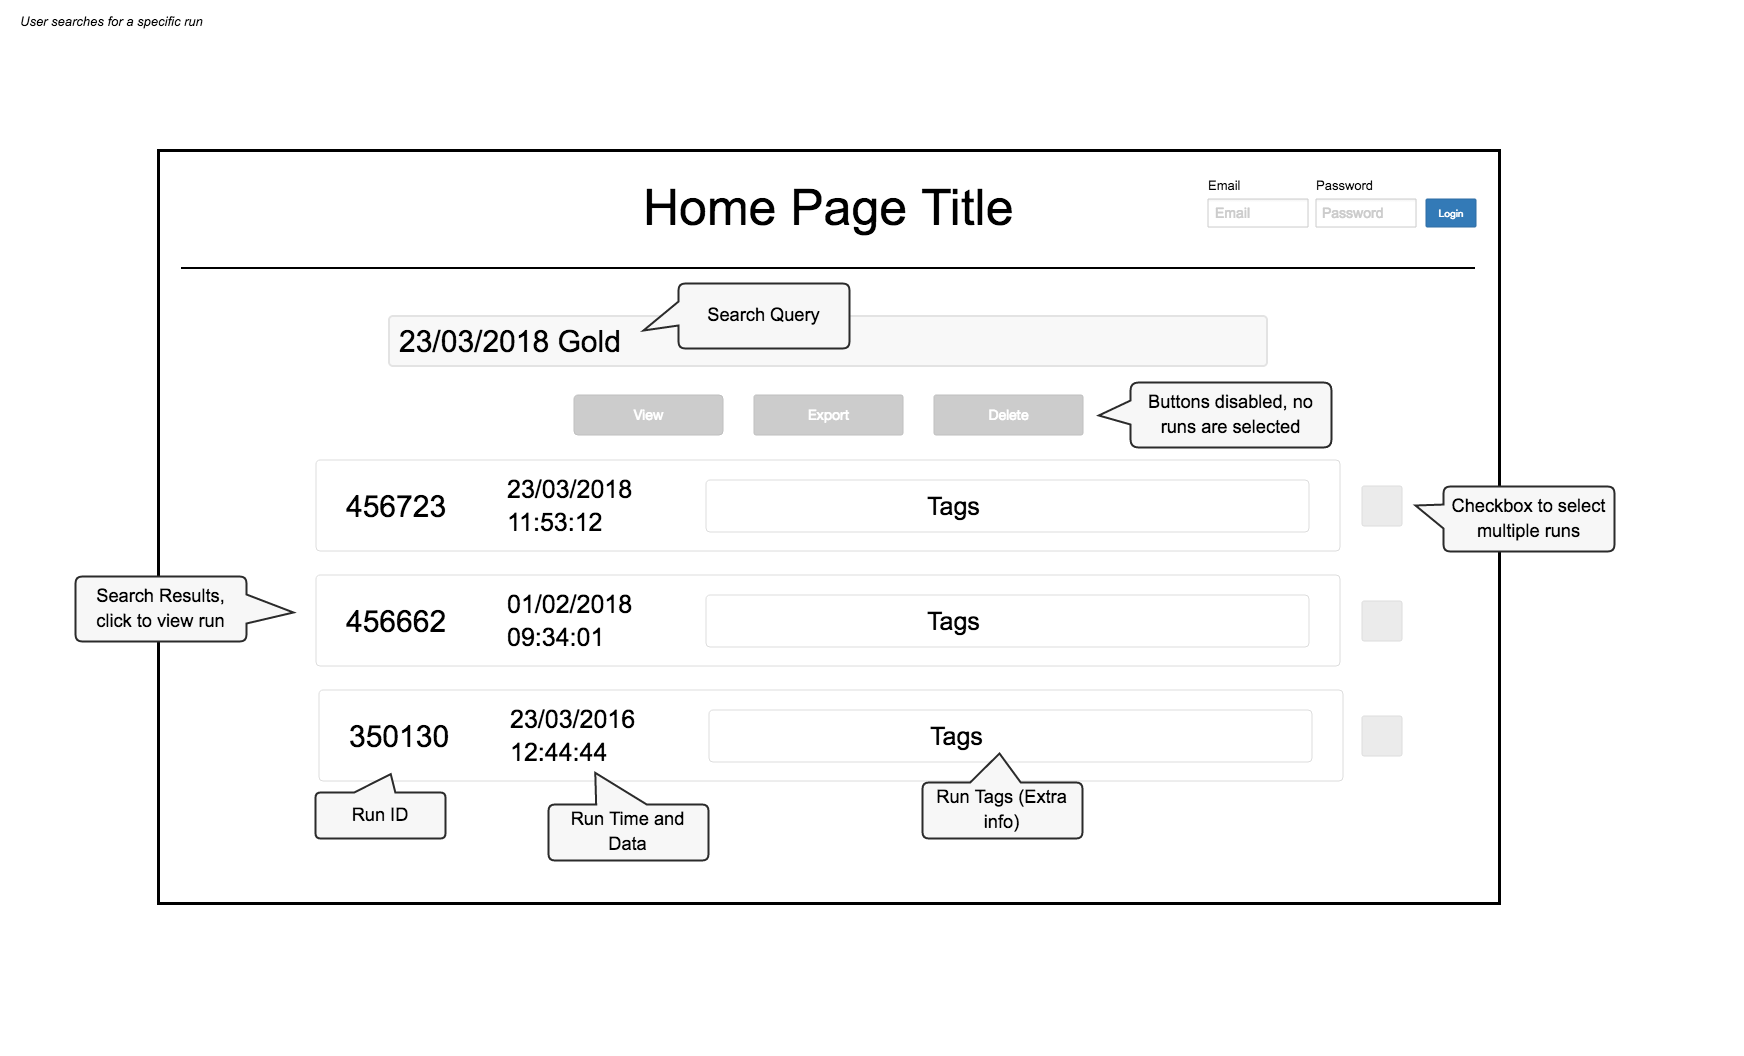 User searches for a specific run
Home Page Title
Email
Password
Email
Password
Login
Search Query
23/03/2018 Gold
View
Export
Delete
Buttons disabled, no
runs are selected
456723
23/03/2018
11:53:12
Tags
Checkbox to select
multiple runs
Search Results,
click to view run
456662
01/02/2018
09:34:01
Tags
350130
23/03/2016
12:44:44
Tags
Run ID
Run Time and
Data
Run Tags (Extra
info)